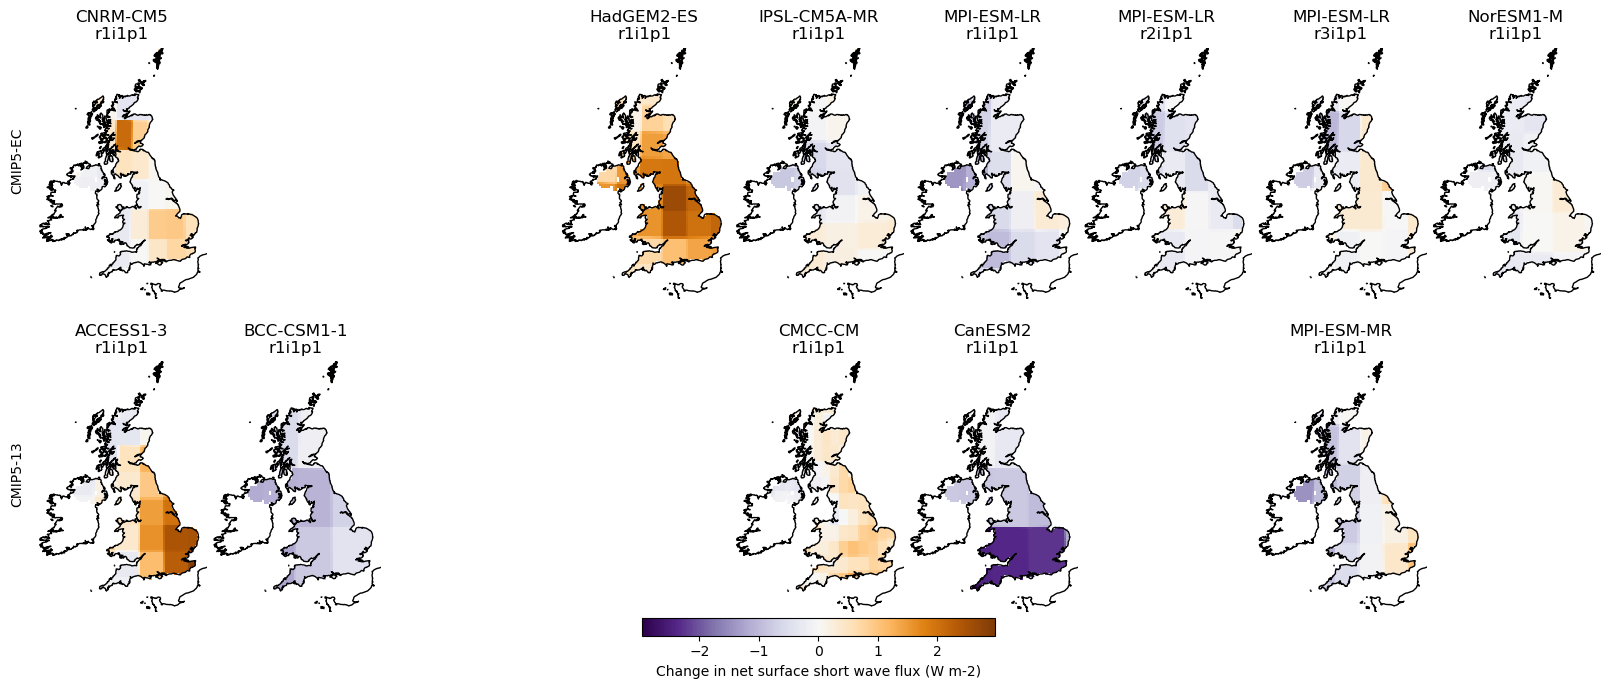 CNRM-CM5
r1i1p1
HadGEM2-ES
r1i1p1
IPSL-CM5A-MR
r1i1p1
MPI-ESM-LR
r1i1p1
MPI-ESM-LR
r2i1p1
MPI-ESM-LR
r3i1p1
NorESM1-M
r1i1p1
CMIP5-EC
ACCESS1-3
r1i1p1
BCC-CSM1-1
r1i1p1
CMCC-CM
r1i1p1
CanESM2
r1i1p1
MPI-ESM-MR
r1i1p1
CMIP5-13
−2 −1 0 1 2
Change in net surface short wave flux (W m-2)